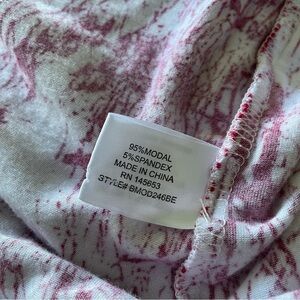 95%MODAL
5%SPANDEX
MADE IN CHINA
RN 145653
STYLE# BMOD246BE